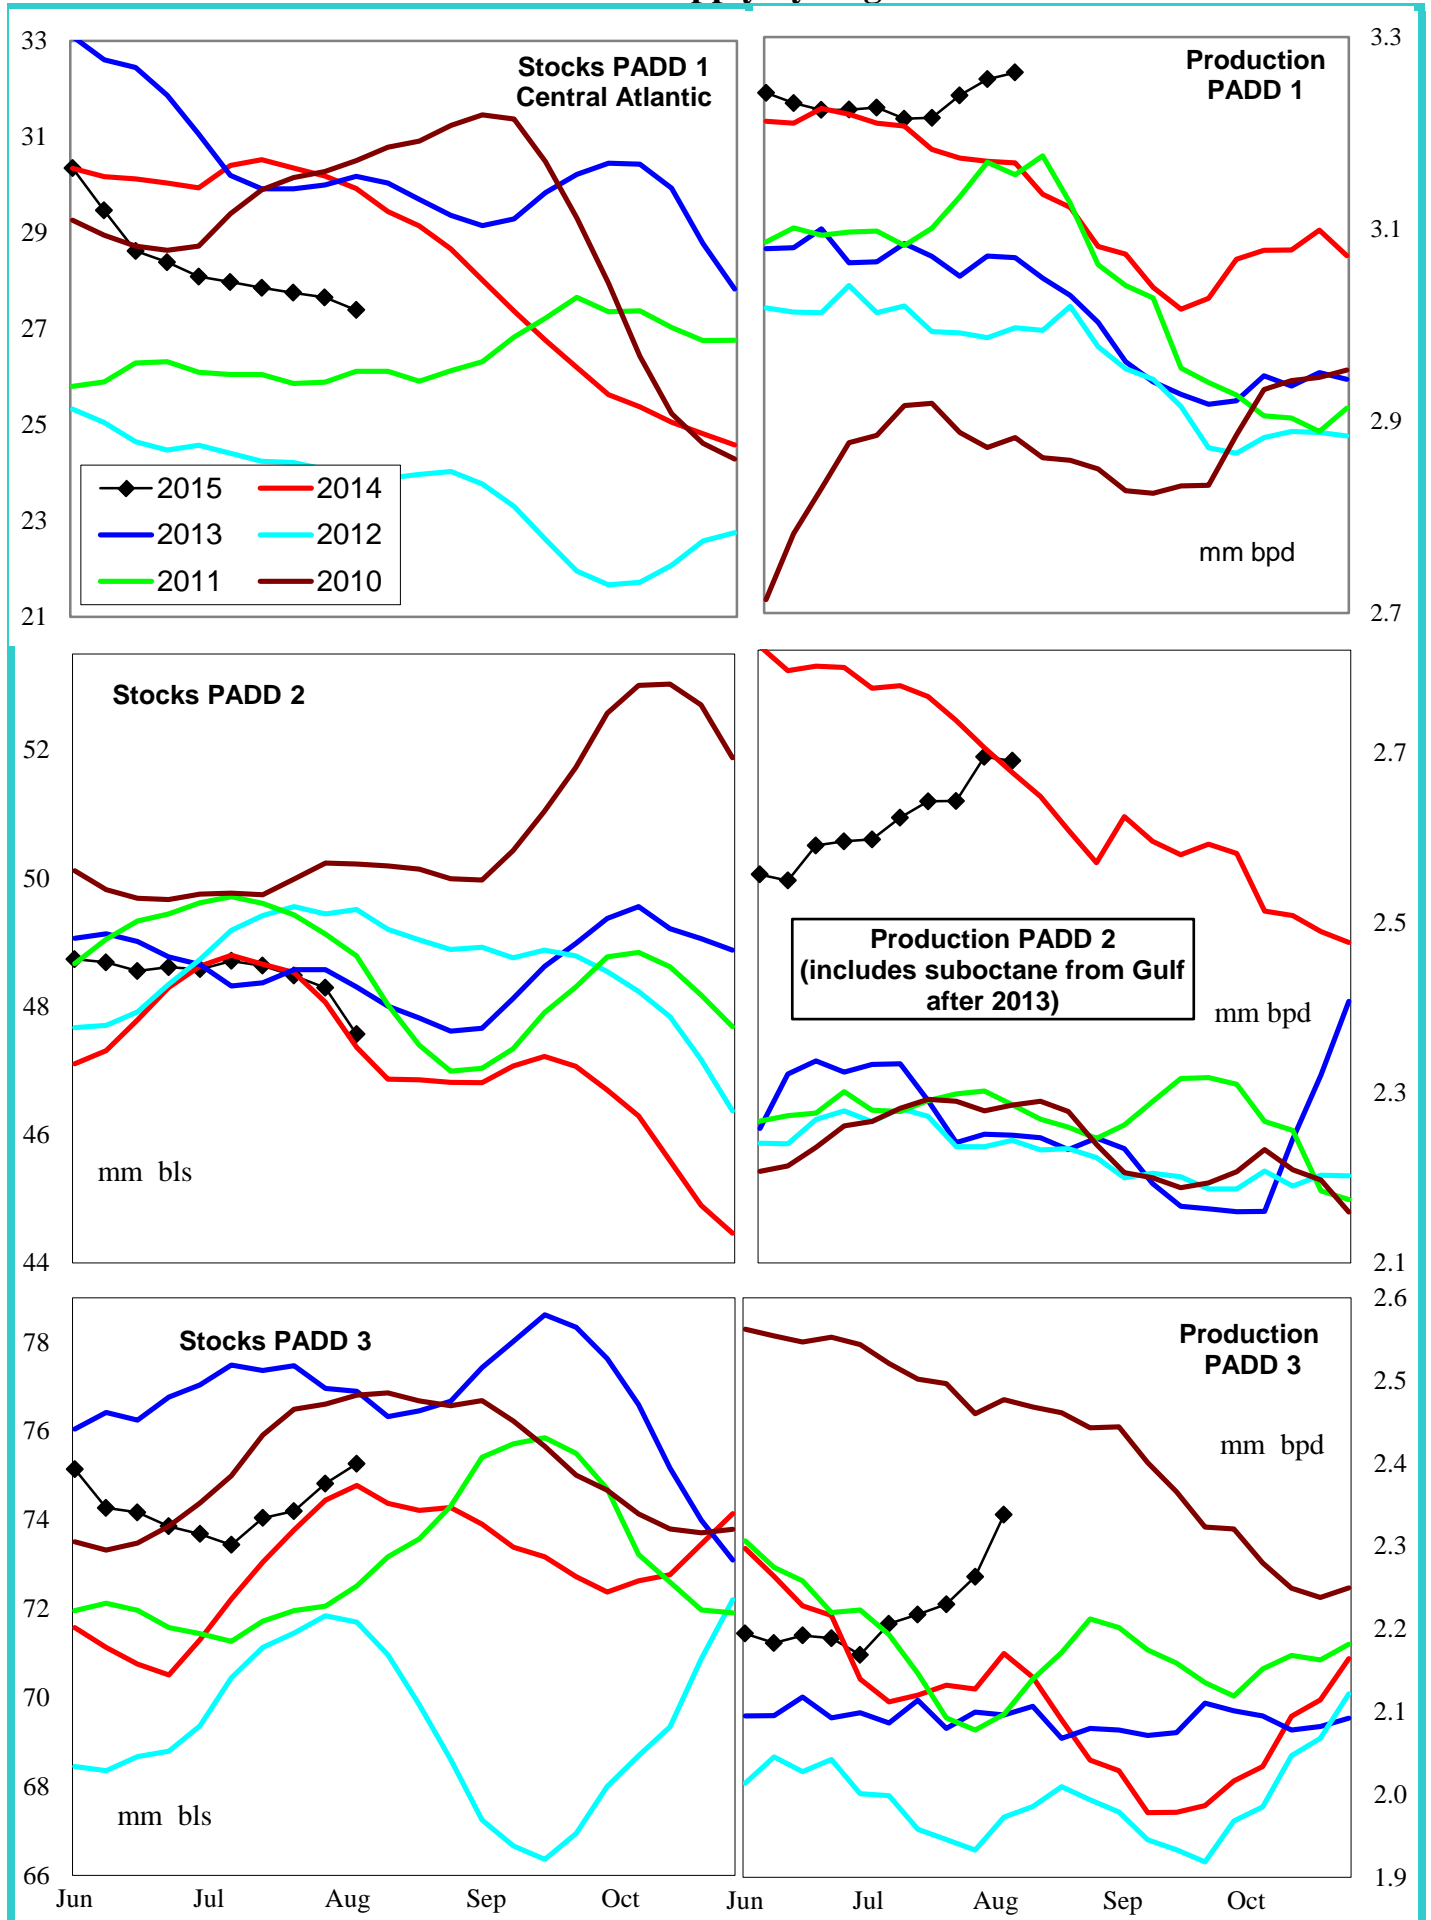 33
31
29
27
25
23
21
Stocks PADD 1
Central Atlantic
2015
2014
2013
2012
2011
2010
Production
PADD 1
mm bpd
3.3
3.1
2.9
2.7
Stocks PADD 2
52
50
48
46
44
mm bls
2.7
2.5
2.3
2.1
Production PADD 2
(includes suboctane from Gulf
after 2013)
mm bpd
Stocks PADD 3
78
76
74
72
70
68
66
mm bls
Jun
Jul
Aug
Sep
Oct
Production
PADD 3
mm bpd
2.6
2.5
2.4
2.3
2.2
2.1
2.0
1.9
Jun
Jul
Aug
Sep
Oct